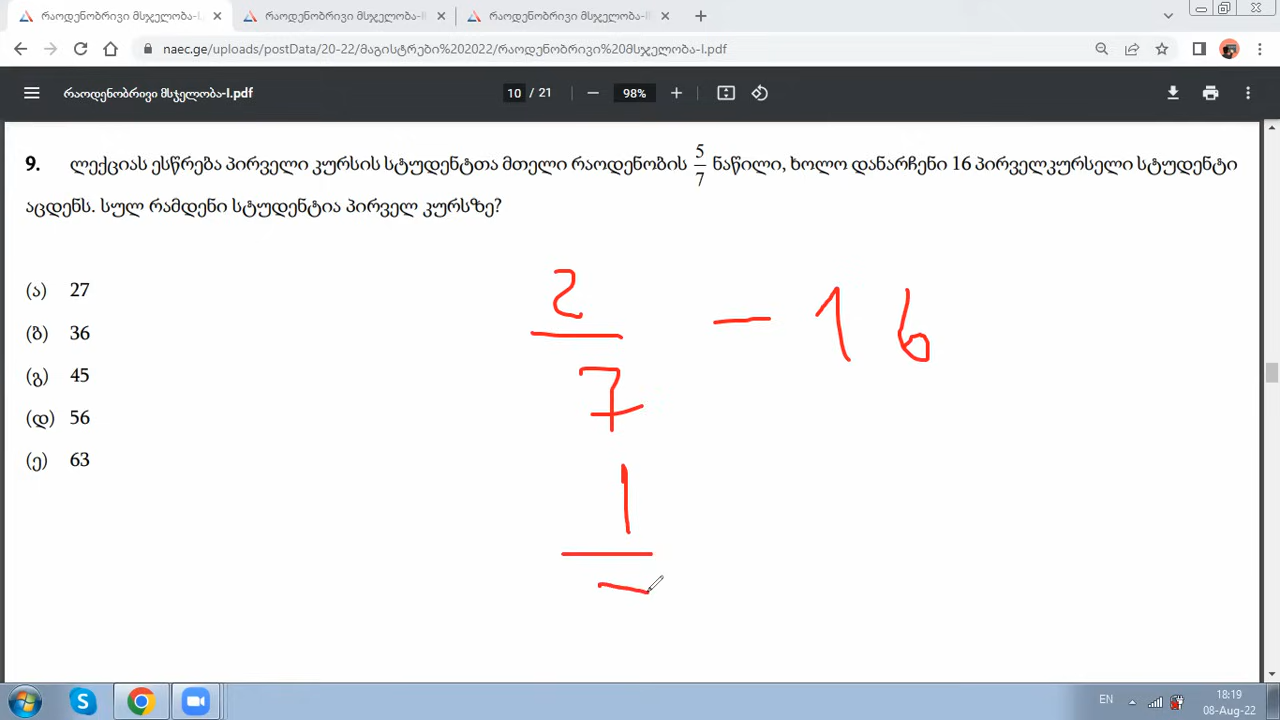 რაოდენობრივი მსჯელობა-I.
რაოდენობრივი მსჯელობა-II
რაოდენობრივი მსჯელობა-II
naec.ge/uploads/postData/20-22/მაგისტრები%202022/რაოდენობრივი%20მსჯელობა-I.pdf
რაოდენობრივი მსჯელობა-I.pdf
10 / 21
98%
9. ლექციას ესწრება პირველი კურსის სტუდენტთა მთელი რაოდენობის 5/7 ნაწილი, ხოლო დანარჩენი 16 პირველკურსელი სტუდენტი
აცდენს. სულ რამდენი სტუდენტია პირველ კურსზე?
(ა) 27
(ბ) 36
(გ) 45
(დ) 56
(ე) 63
2
— 16
7
1
EN
18:19
08-Aug-22